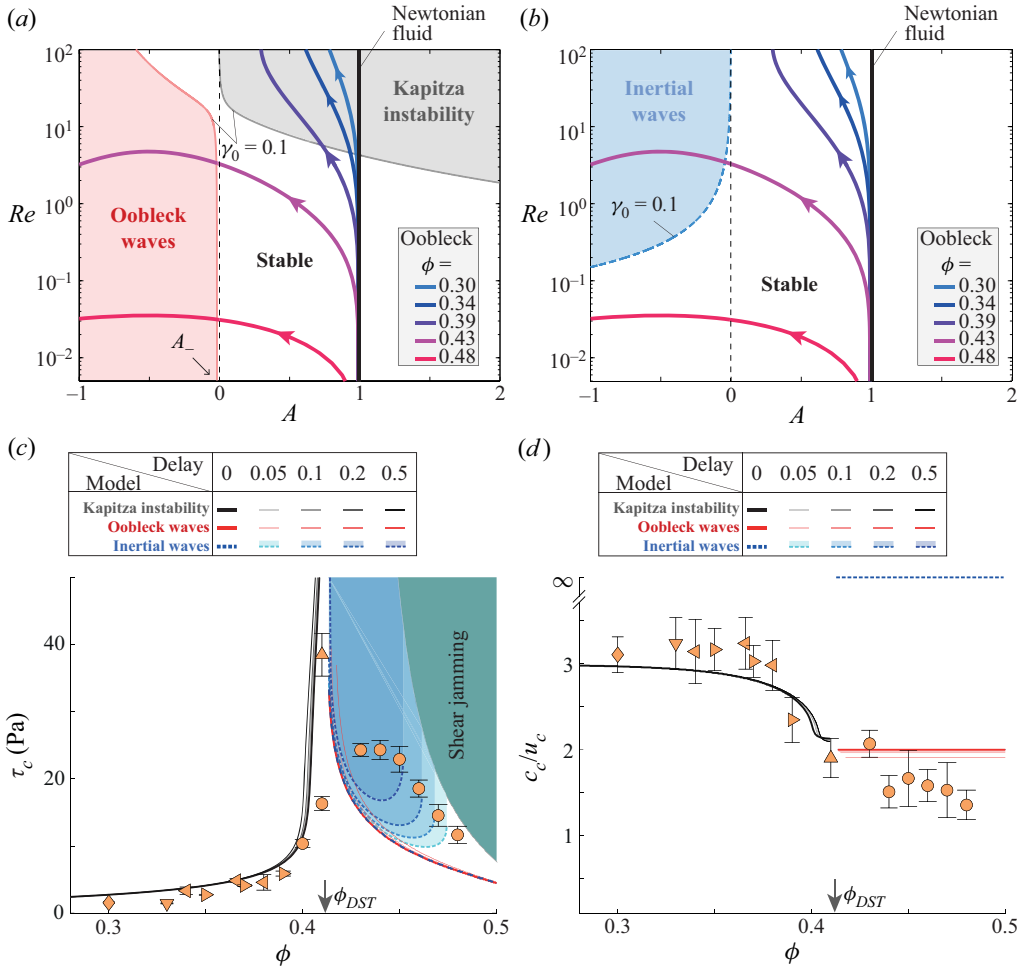 (a)
Newtonian
fluid
10²
10¹
10⁰
10⁻¹
10⁻²
Re
Kapitza
instability
γ₀ = 0.1
Oobleck
waves
Stable
A₋
Oobleck
ϕ =
0.30
0.34
0.39
0.43
0.48
−1
0
1
2
A
(b)
Newtonian
fluid
10²
10¹
10⁰
10⁻¹
10⁻²
Re
Inertial
waves
γ₀ = 0.1
Stable
Oobleck
ϕ =
0.30
0.34
0.39
0.43
0.48
−1
0
1
2
A
(c)
Delay 0 0.05 0.1 0.2 0.5
Model
Kapitza instability
Oobleck waves
Inertial waves
40
20
0
τc (Pa)
Shear jamming
ϕDST
0.3
0.4
0.5
ϕ
(d)
Delay 0 0.05 0.1 0.2 0.5
Model
Kapitza instability
Oobleck waves
Inertial waves
∞
3
2
1
cc/uc
ϕDST
0.3
0.4
0.5
ϕ